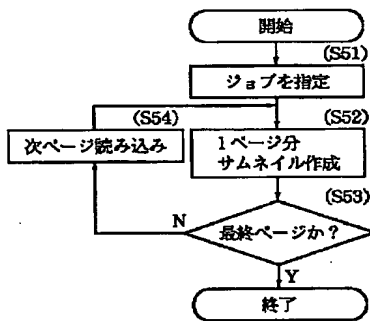 開始
(S51)
ジョブを指定
(S54)
(S52)
次ページ読み込み
1ページ分
サムネイル作成
(S53)
N
最終ページか?
Y
終了